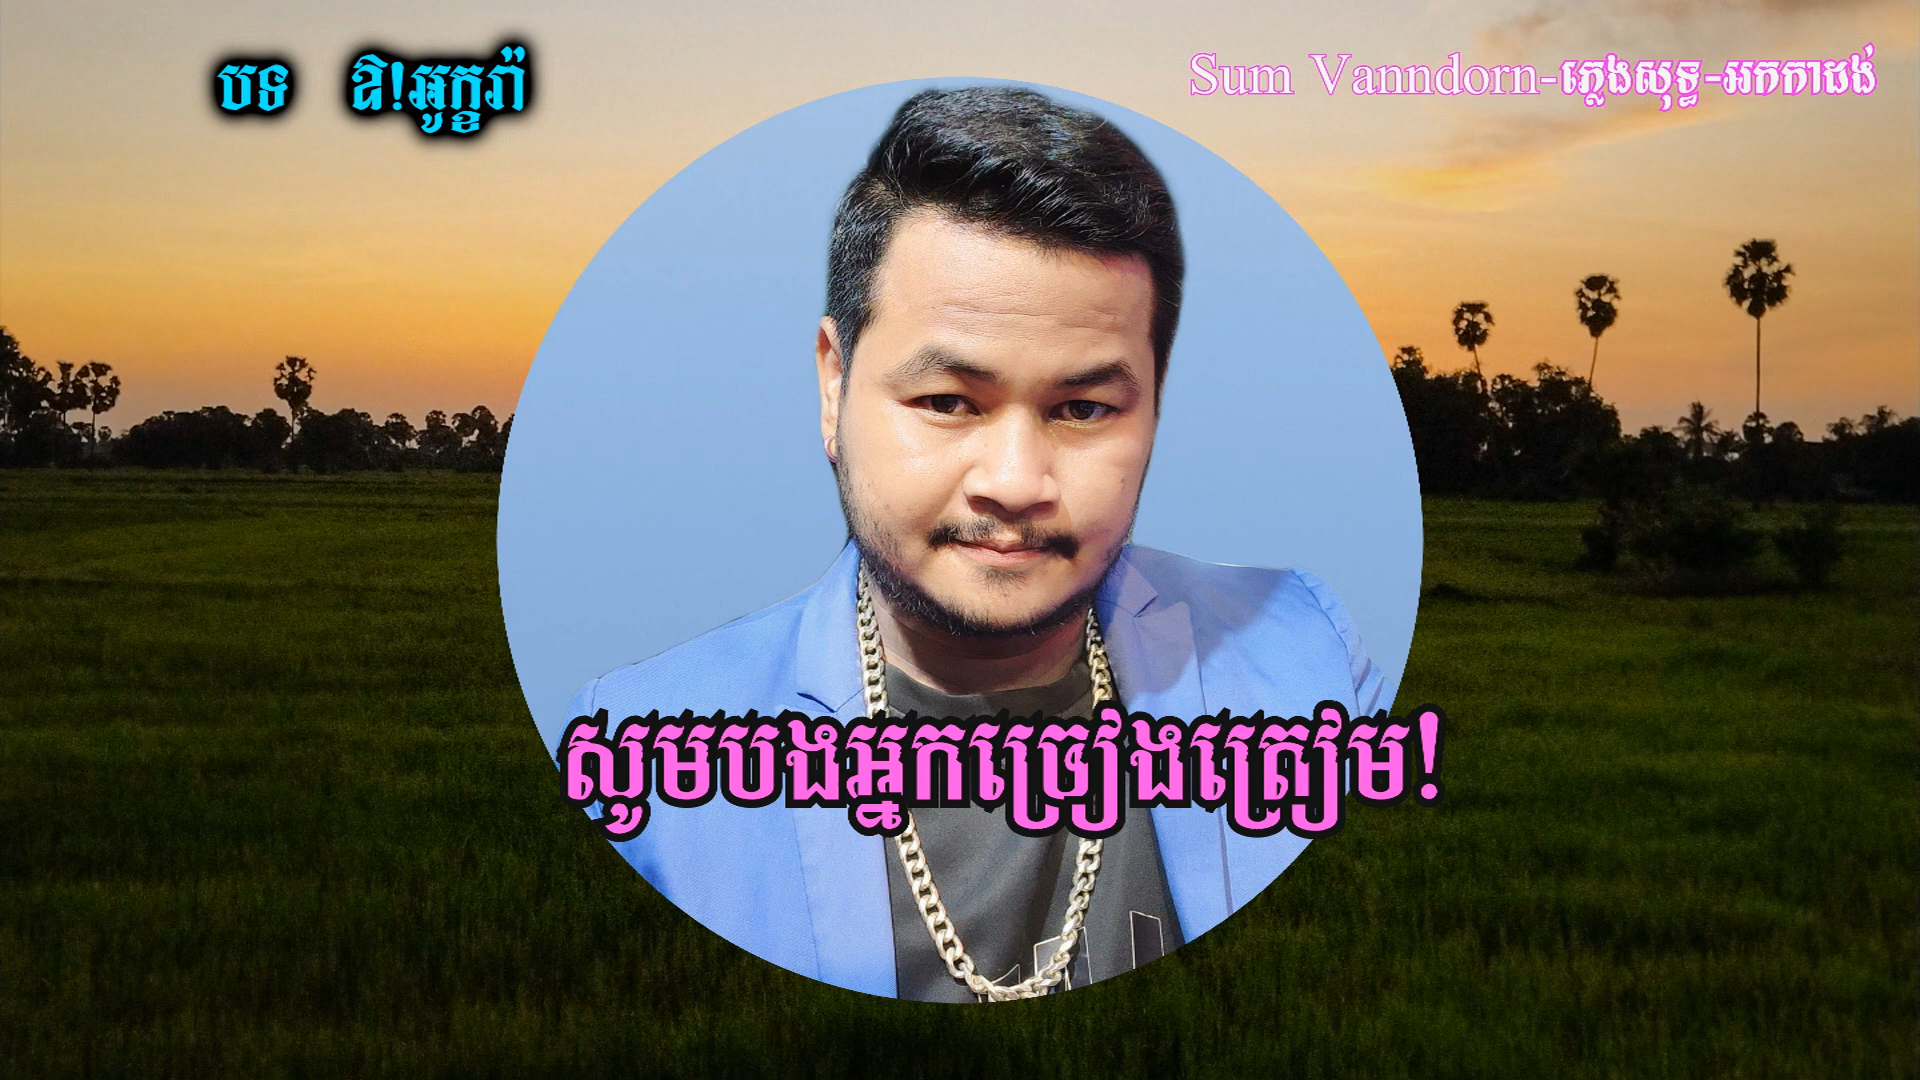 បទ ឱ!អូក្ខរ៉ា
Sum Vanndorn-ភ្លេងសុទ្ធ-អកកាដង់
សូមបងអ្នកច្រៀងត្រៀម!